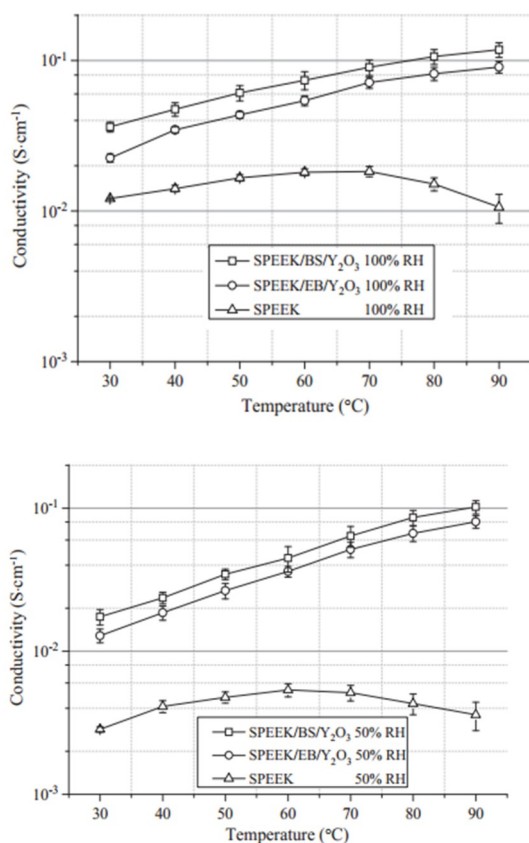 10⁻¹
10⁻²
10⁻³
Conductivity (S·cm⁻¹)
SPEEK/BS/Y₂O₃ 100% RH
SPEEK/EB/Y₂O₃ 100% RH
SPEEK 100% RH
30 40 50 60 70 80 90
Temperature (°C)
10⁻¹
10⁻²
10⁻³
Conductivity (S·cm⁻¹)
SPEEK/BS/Y₂O₃ 50% RH
SPEEK/EB/Y₂O₃ 50% RH
SPEEK 50% RH
30 40 50 60 70 80 90
Temperature (°C)